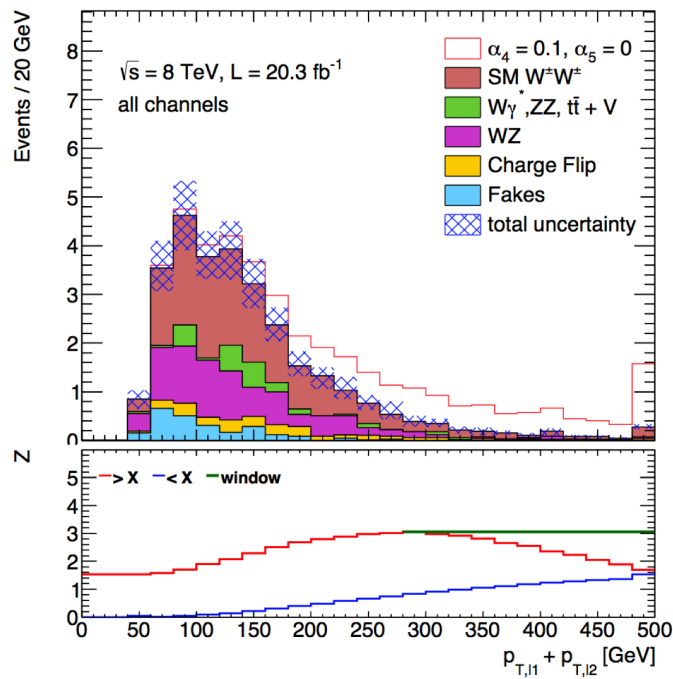 Events / 20 GeV
8
7
6
5
4
3
2
1
0
√s = 8 TeV, L = 20.3 fb⁻¹
all channels
α₄ = 0.1, α₅ = 0
SM W±W±
Wγ*,ZZ, tt̄ + V
WZ
Charge Flip
Fakes
total uncertainty
Z
5
4
3
2
1
0
> X < X window
0 50 100 150 200 250 300 350 400 450 500
p_T,l1 + p_T,l2 [GeV]